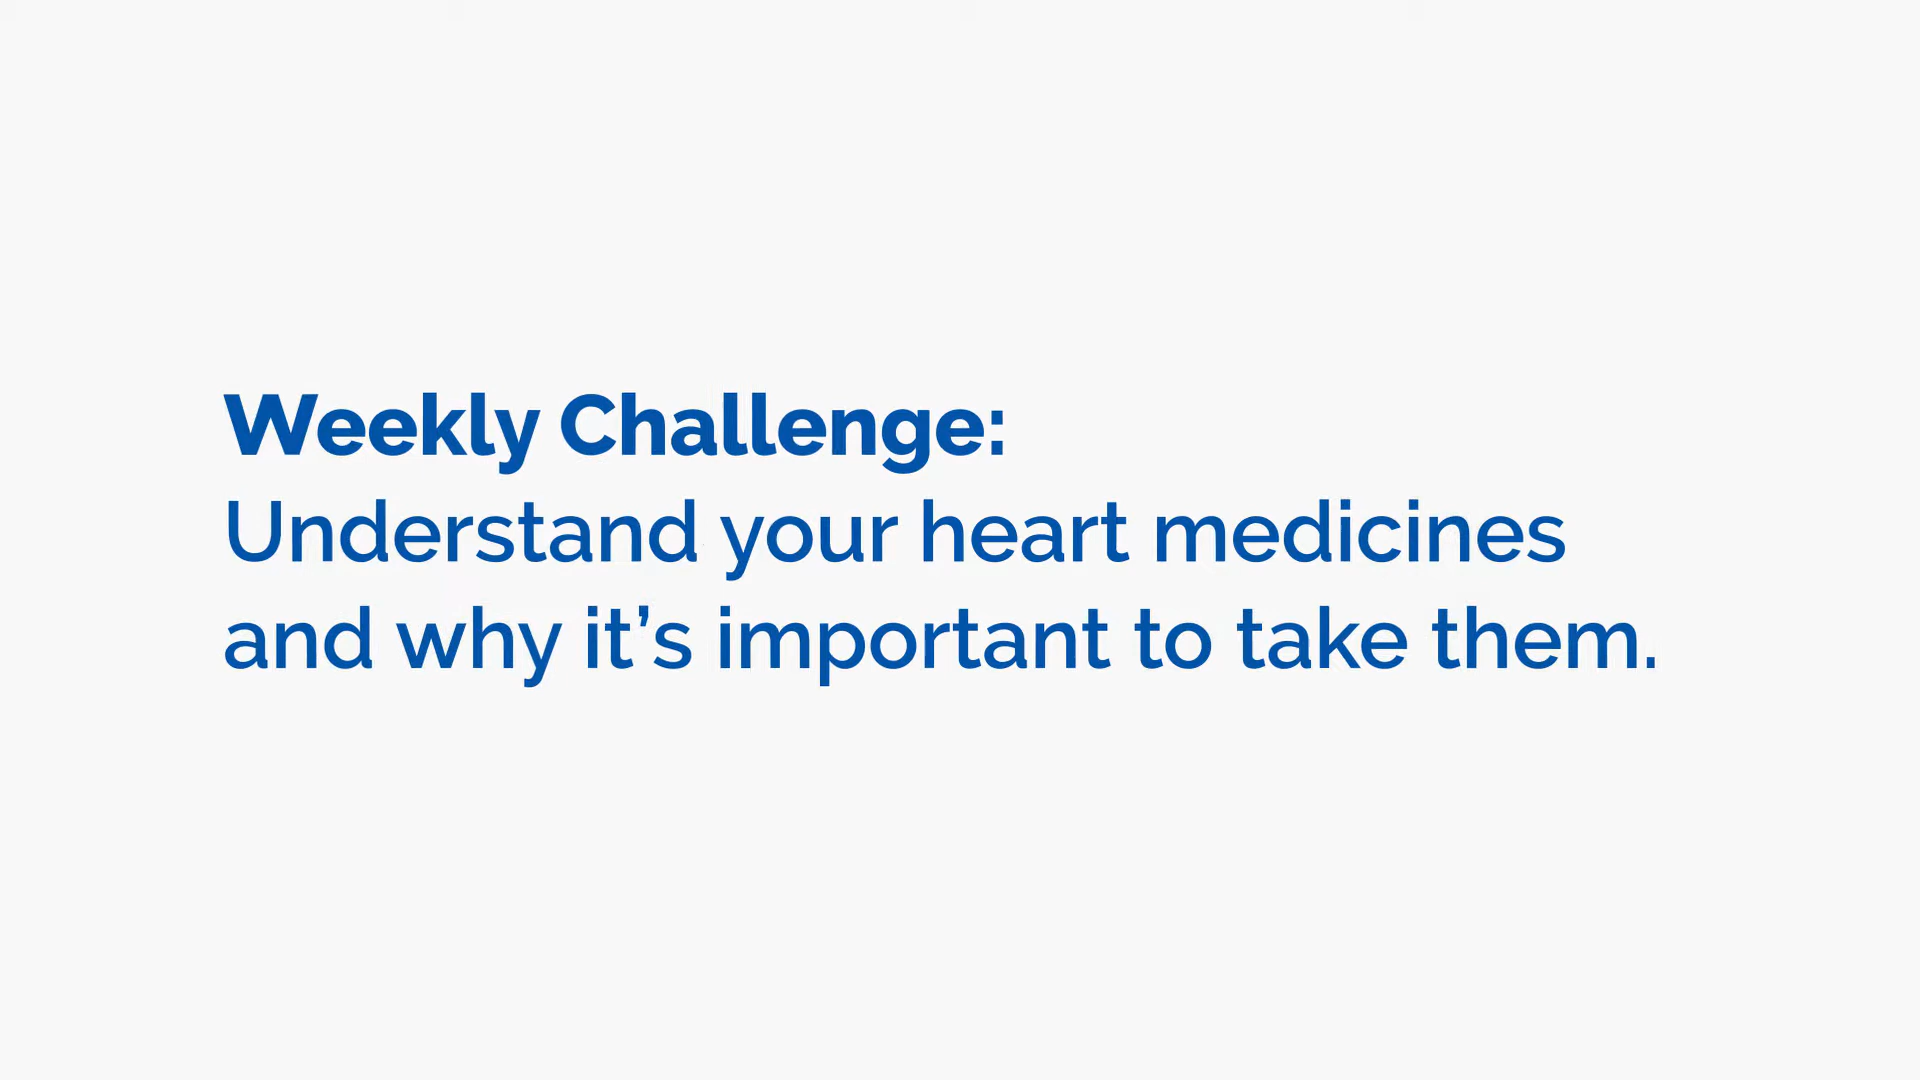 Weekly Challenge:
Understand your heart medicines
and why it’s important to take them.